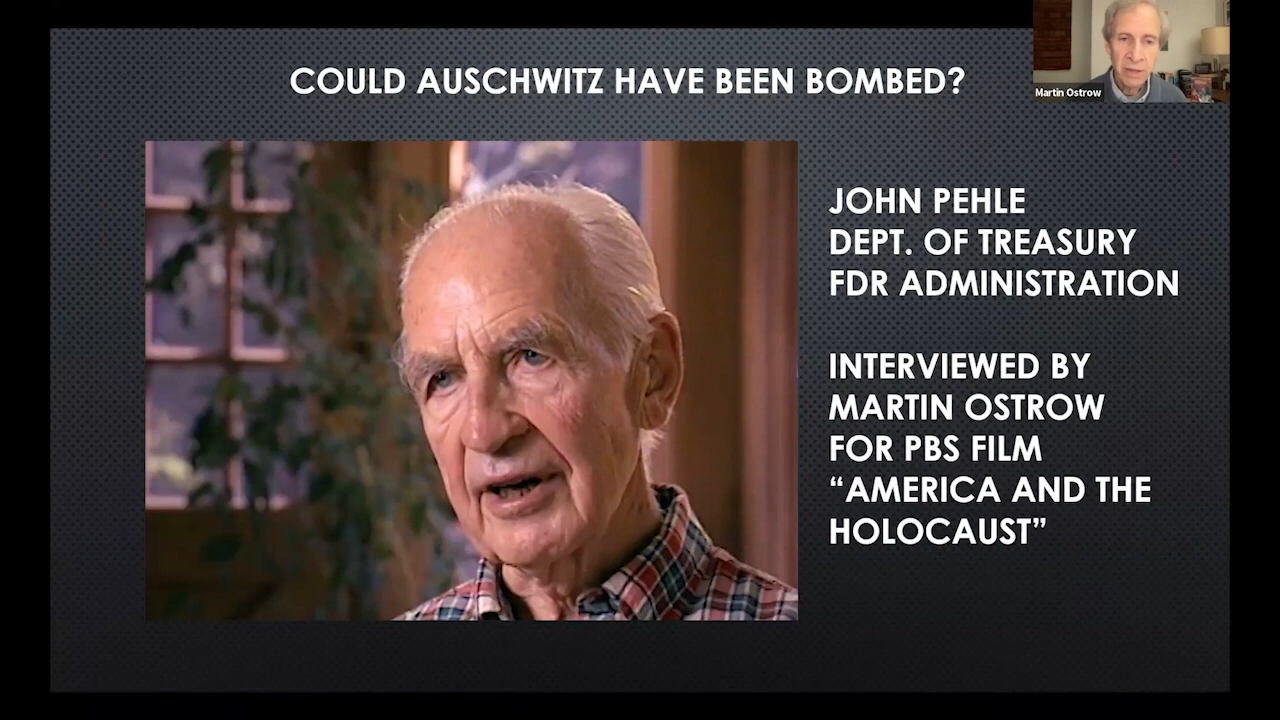 COULD AUSCHWITZ HAVE BEEN BOMBED?
Martin Ostrow
JOHN PEHLE
DEPT. OF TREASURY
FDR ADMINISTRATION
INTERVIEWED BY
MARTIN OSTROW
FOR PBS FILM
“AMERICA AND THE
HOLOCAUST”